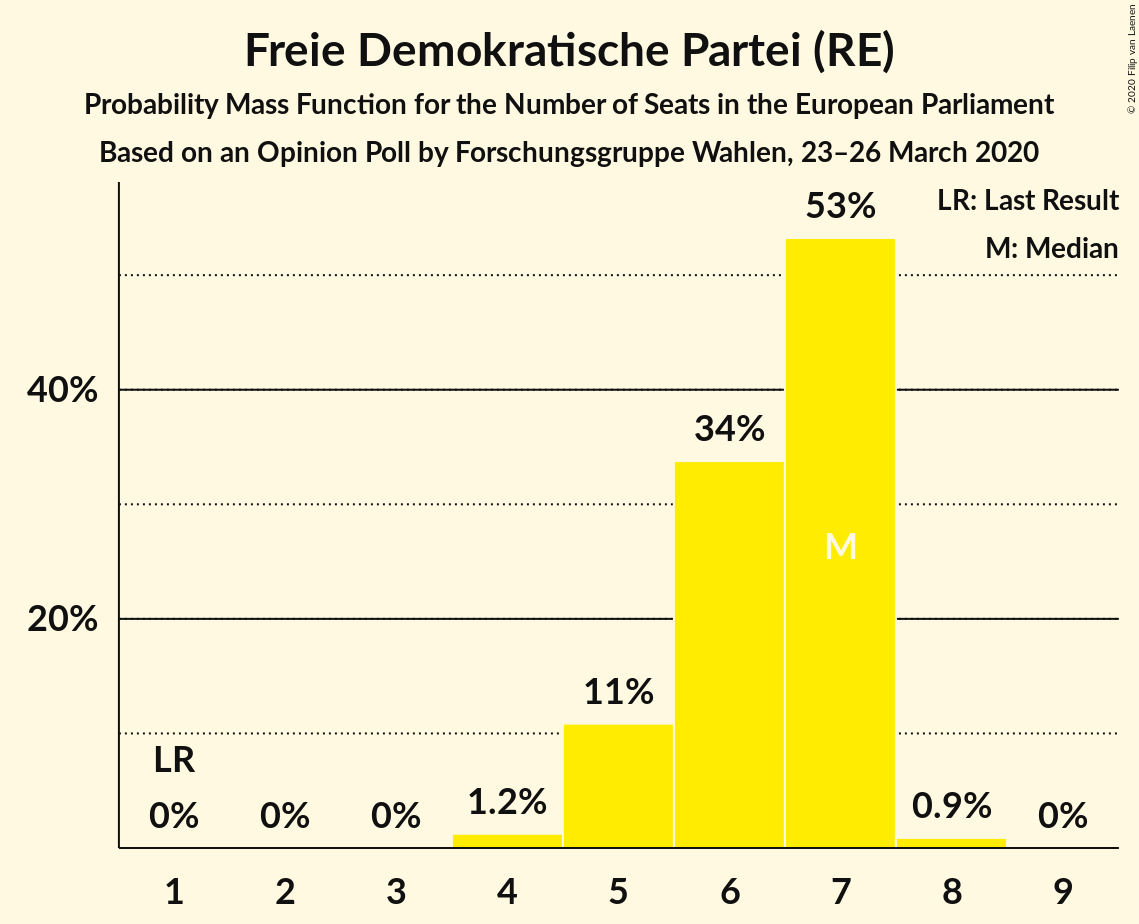 Freie Demokratische Partei (RE)
Probability Mass Function for the Number of Seats in the European Parliament
Based on an Opinion Poll by Forschungsgruppe Wahlen, 23–26 March 2020
© 2020 Filip van Laenen
LR: Last Result
M: Median
53%
40%
34%
M
20%
11%
LR
0%
0%
0%
1.2%
0.9%
0%
1 2 3 4 5 6 7 8 9